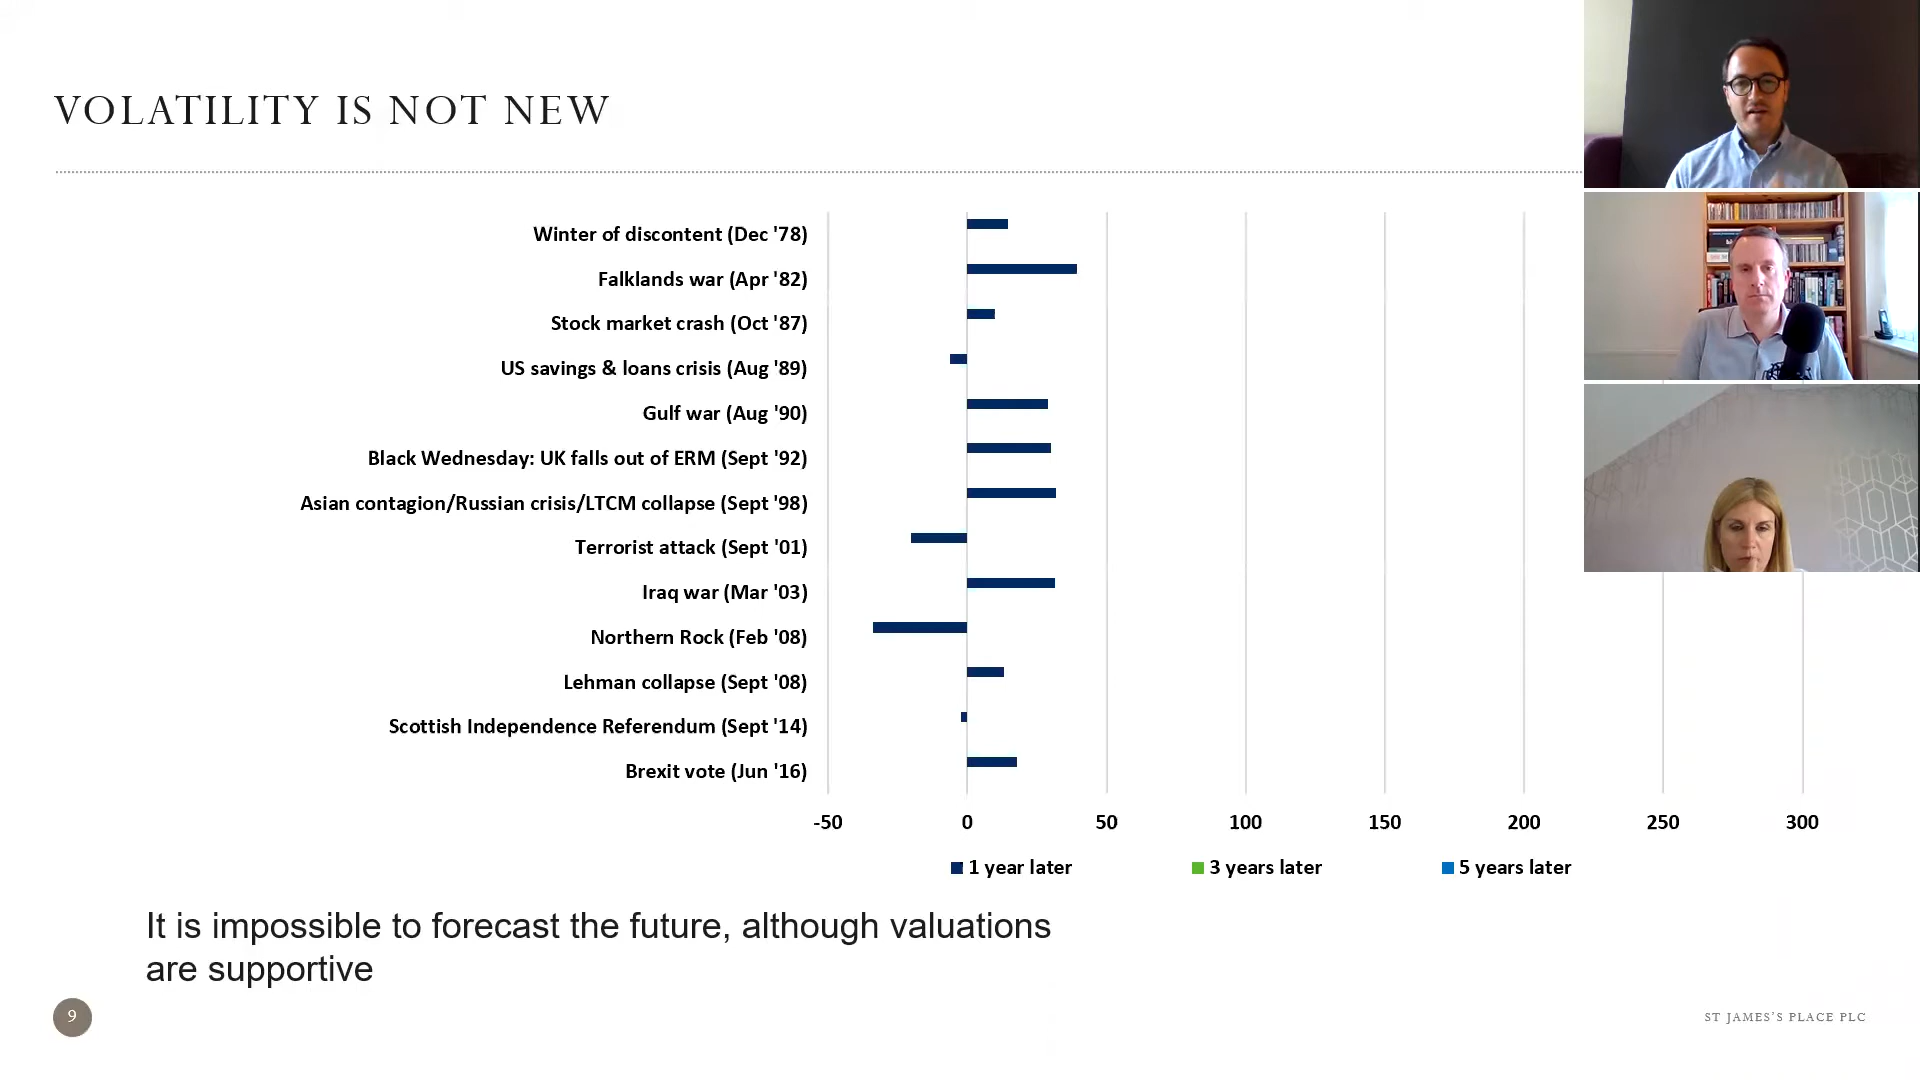 VOLATILITY IS NOT NEW
Winter of discontent (Dec '78)
Falklands war (Apr '82)
Stock market crash (Oct '87)
US savings & loans crisis (Aug '89)
Gulf war (Aug '90)
Black Wednesday: UK falls out of ERM (Sept '92)
Asian contagion/Russian crisis/LTCM collapse (Sept '98)
Terrorist attack (Sept '01)
Iraq war (Mar '03)
Northern Rock (Feb '08)
Lehman collapse (Sept '08)
Scottish Independence Referendum (Sept '14)
Brexit vote (Jun '16)
-50 0 50 100 150 200 250 300
1 year later 3 years later 5 years later
It is impossible to forecast the future, although valuations
are supportive
9
ST JAMES'S PLACE PLC